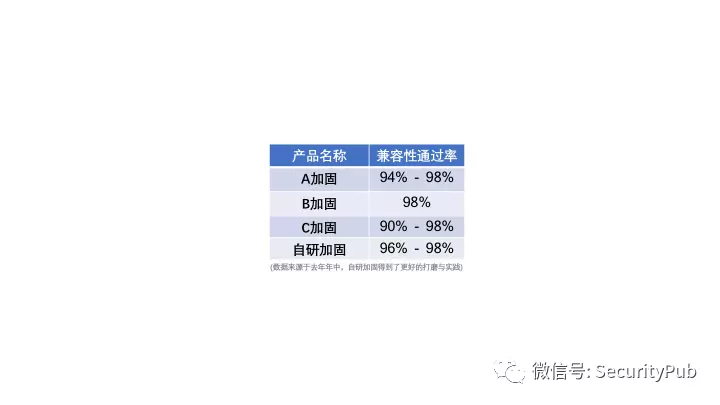 产品名称 兼容性通过率
A加固 94% - 98%
B加固 98%
C加固 90% - 98%
自研加固 96% - 98%
(数据来源于去年年中，自研加固得到了更好的打磨与实践)
微信号: SecurityPub